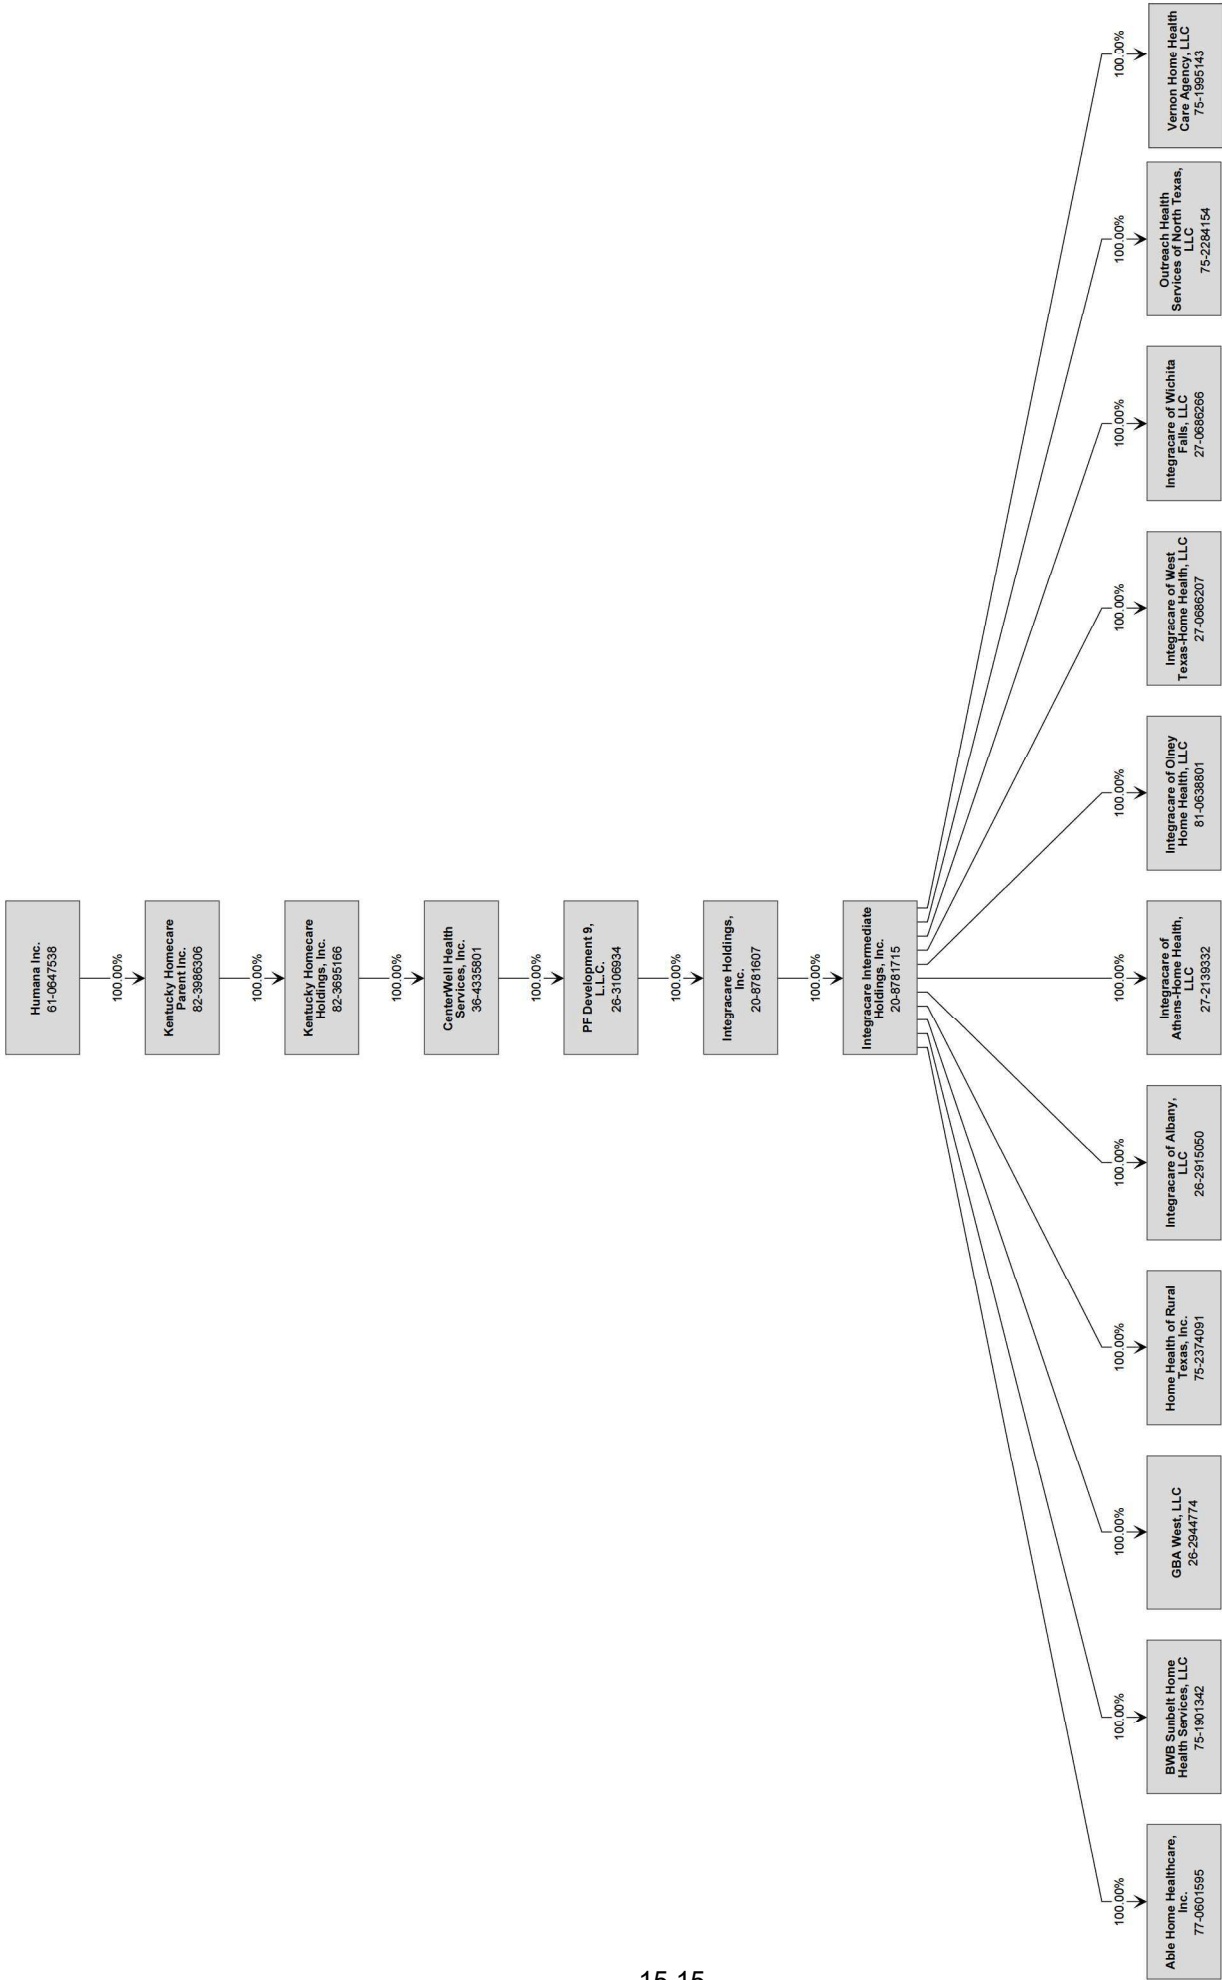 Humana Inc.
61-0647538
100.00%
Kentucky Homecare
Parent Inc.
82-3986306
100.00%
Kentucky Homecare
Holdings, Inc.
82-3695166
100.00%
CenterWell Health
Services, Inc.
36-4335801
100.00%
PF Development 9,
L.L.C.
26-3106934
100.00%
Integracare Holdings,
Inc.
20-8781607
100.00%
Integracare Intermediate
Holdings, Inc.
20-8781715
100.00%
100.00%
100.00%
100.00%
100.00%
100.00%
100.00%
100.00%
100.00%
100.00%
100.00%
Able Home Healthcare,
Inc.
77-0601595
BWB Sunbelt Home
Health Services, LLC
75-1901342
GBA West, LLC
26-2944774
Home Health of Rural
Texas, Inc.
75-2374091
Integracare of Albany,
LLC
26-2915050
Integracare of
Athens-Home Health,
LLC
27-2139332
Integracare of Olney
Home Health, LLC
81-0638801
Integracare of West
Texas-Home Health, LLC
27-0686207
Integracare of Wichita
Falls, LLC
27-0686266
Outreach Health
Services of North Texas,
LLC
75-2284154
Vernon Home Health
Care Agency, LLC
75-1995143
15-15